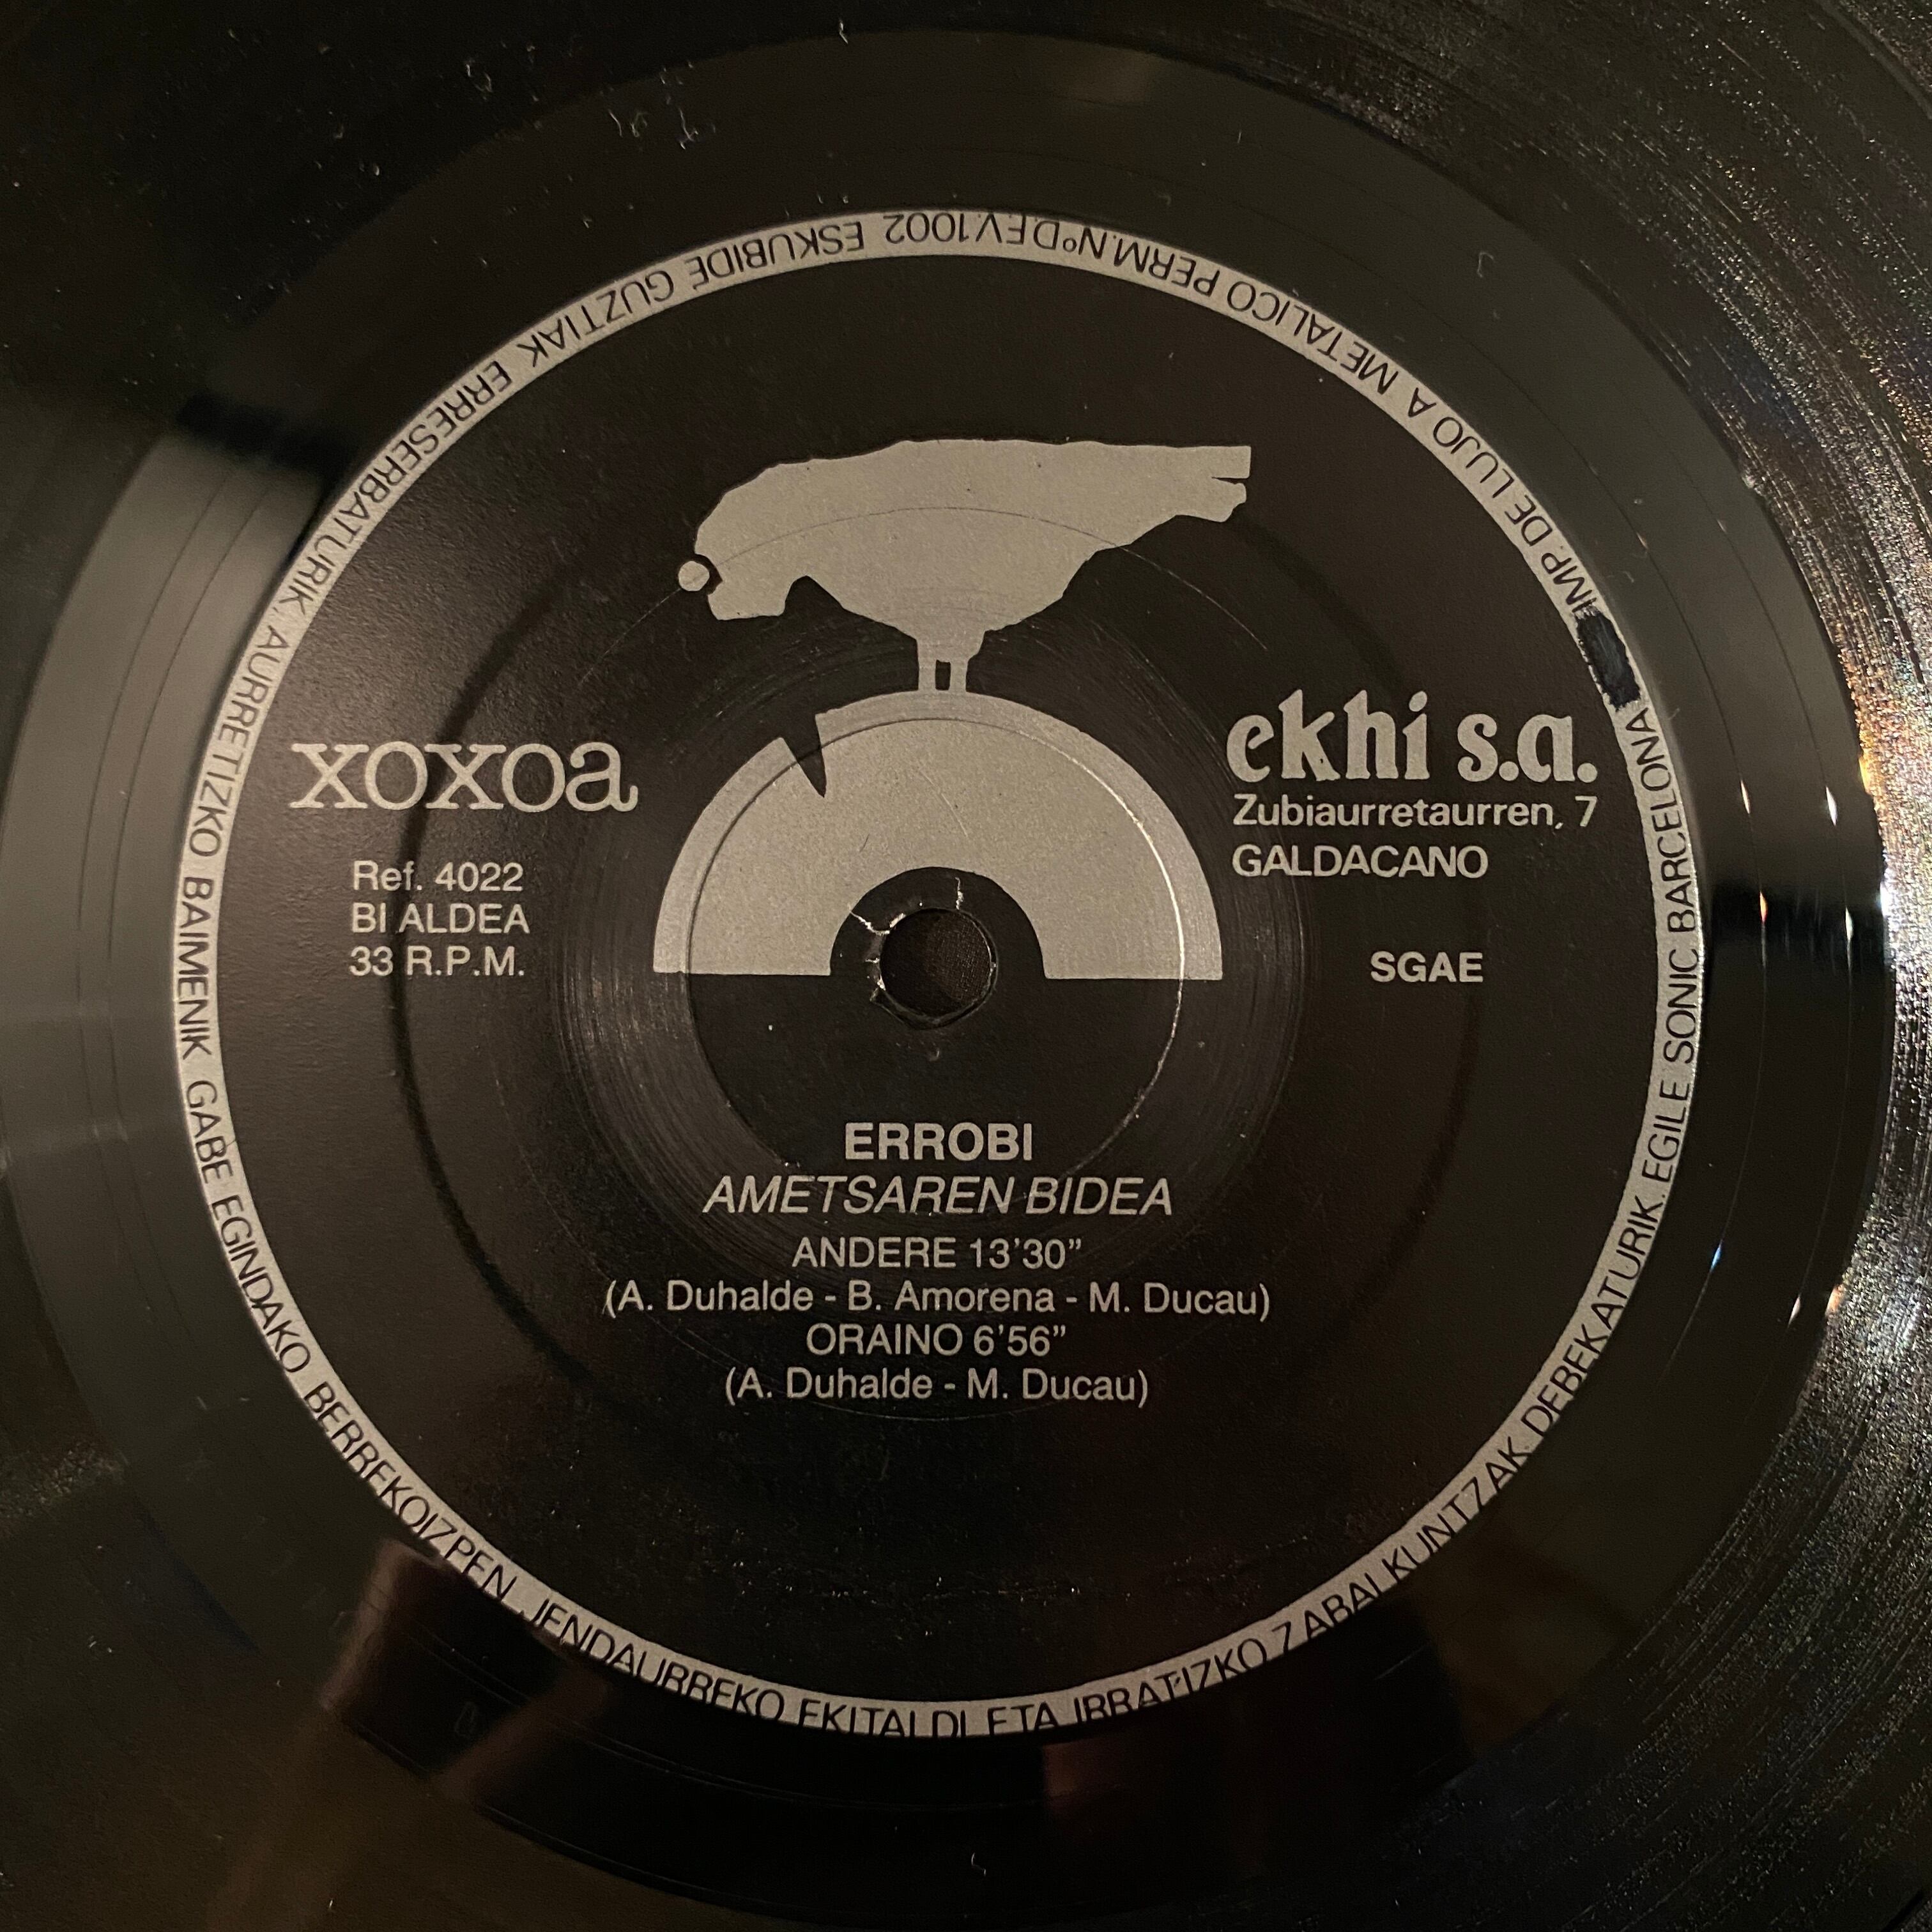 xoxoa
Ref. 4022
BI ALDEA
33 R.P.M.
ekhi s.a.
Zubiaurretaurren, 7
GALDACANO
SGAE
ERROBI
AMETSAREN BIDEA
ANDERE 13'30”
(A. Duhalde - B. Amorena - M. Ducau)
ORAINO 6'56”
(A. Duhalde - M. Ducau)
ESKUBIDE GUZTIAK ERRESERBATURIK. AURRETIZKO BAIMENIK GABE EGINDAKO BERREKOIZPEN, JENDAURREKO EKITALDI ETA IRRATIZKO ZABALKUNTZAK DEBEKATURIK. EGILE SONIC. BARCELONA IMP. DE LUJO A METALICO PERM. Nº D.E.V.1002